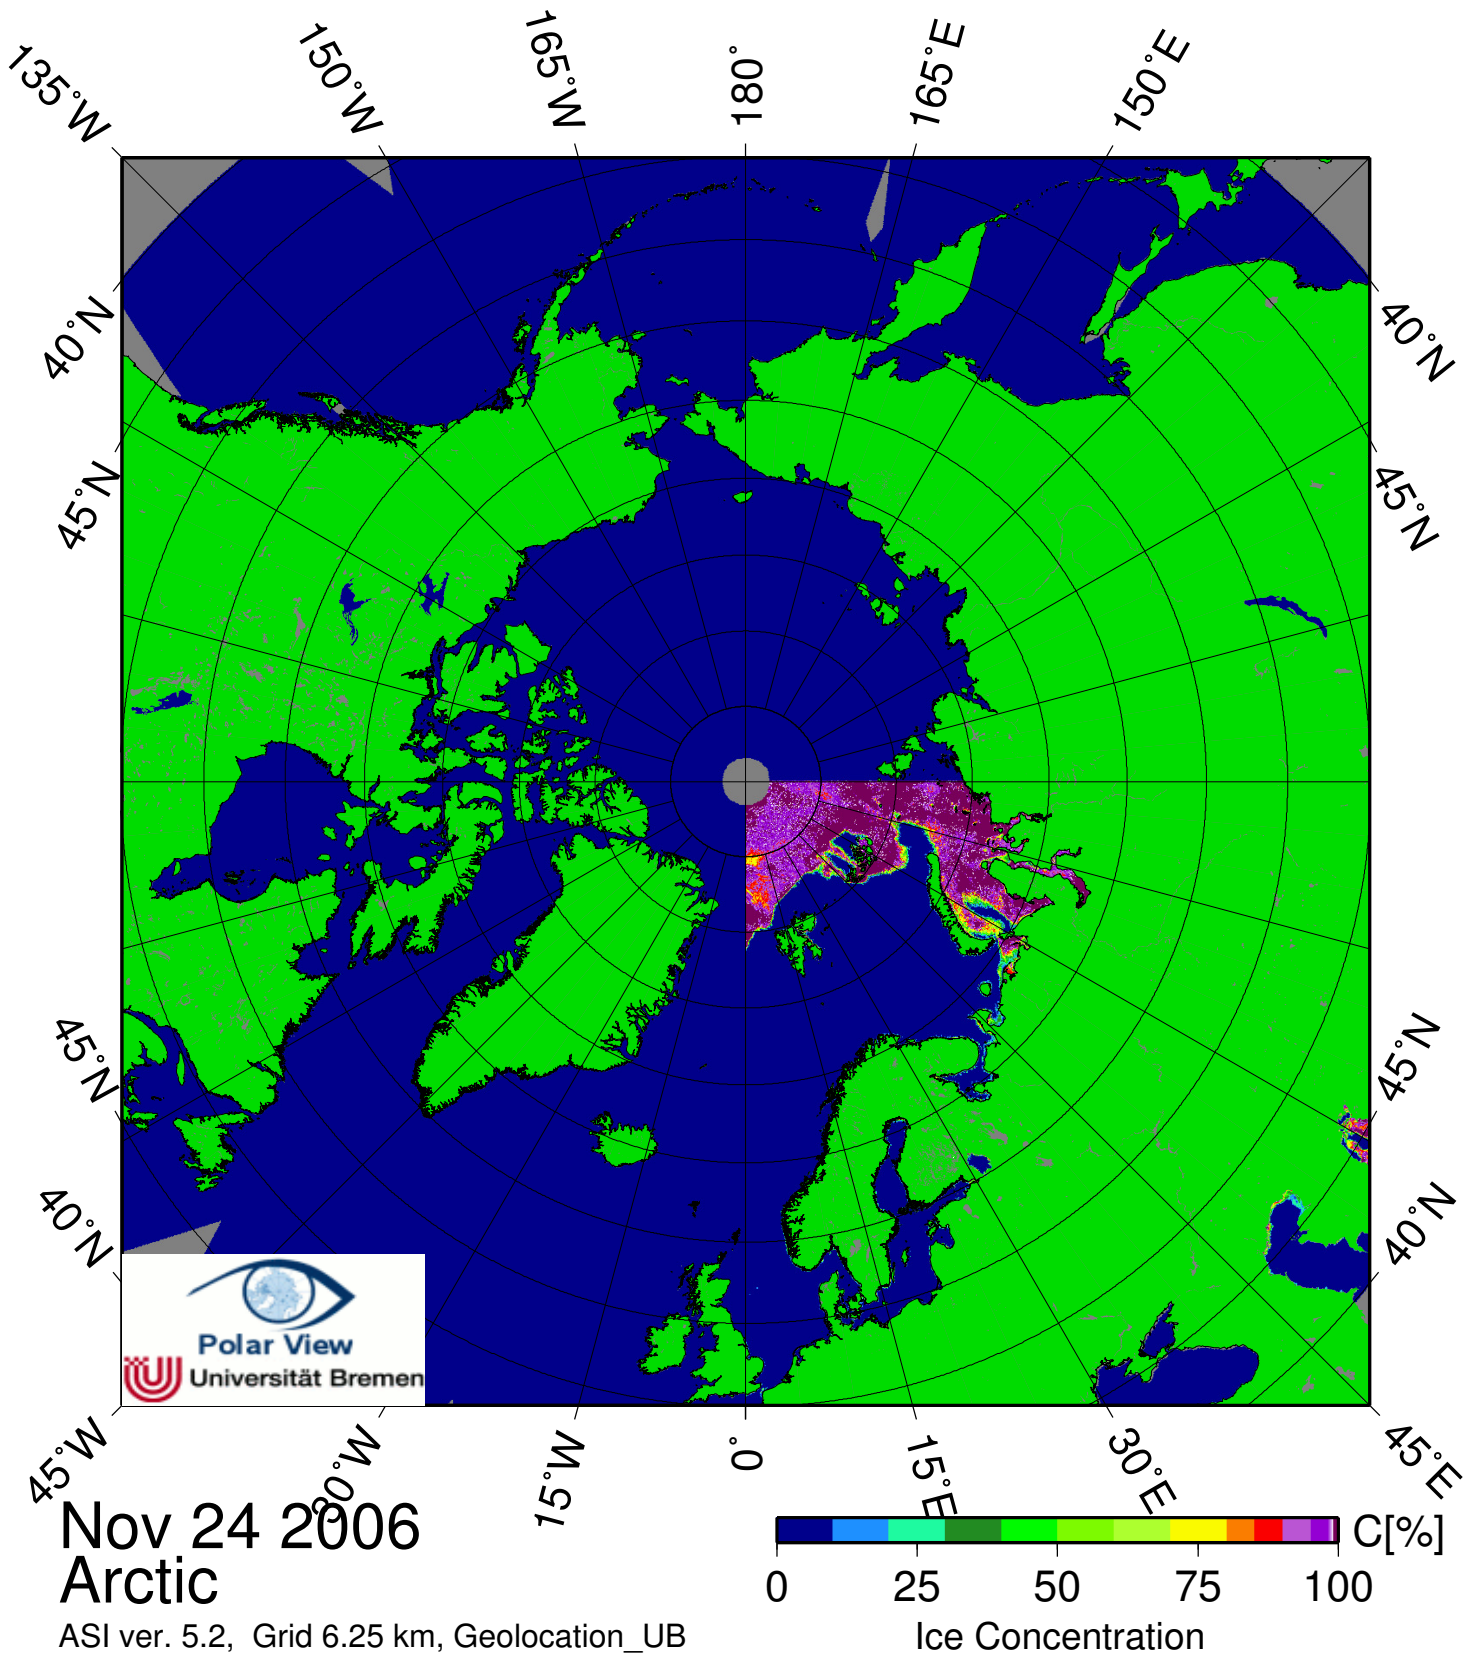 135°W
150°W
165°W
180°
165°E
150°E
40°N
40°N
45°N
45°N
45°N
45°N
40°N
40°N
Polar View
Universität Bremen
45°W
30°W
15°W
0°
15°E
30°E
45°E
Nov 24 2006
Arctic
ASI ver. 5.2, Grid 6.25 km, Geolocation_UB
C[%]
0 25 50 75 100
Ice Concentration